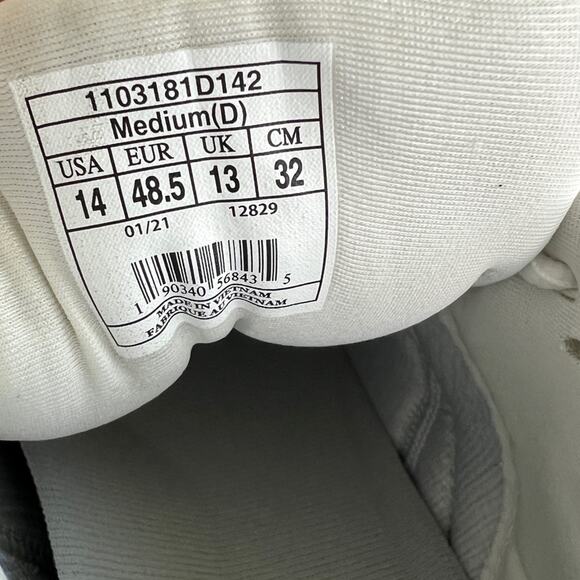 1103181D142
Medium(D)
USA EUR UK CM
14 48.5 13 32
01/21 12829
1 90340 56843 5
MADE IN VIETNAM
FABRIQUE AU VIETNAM